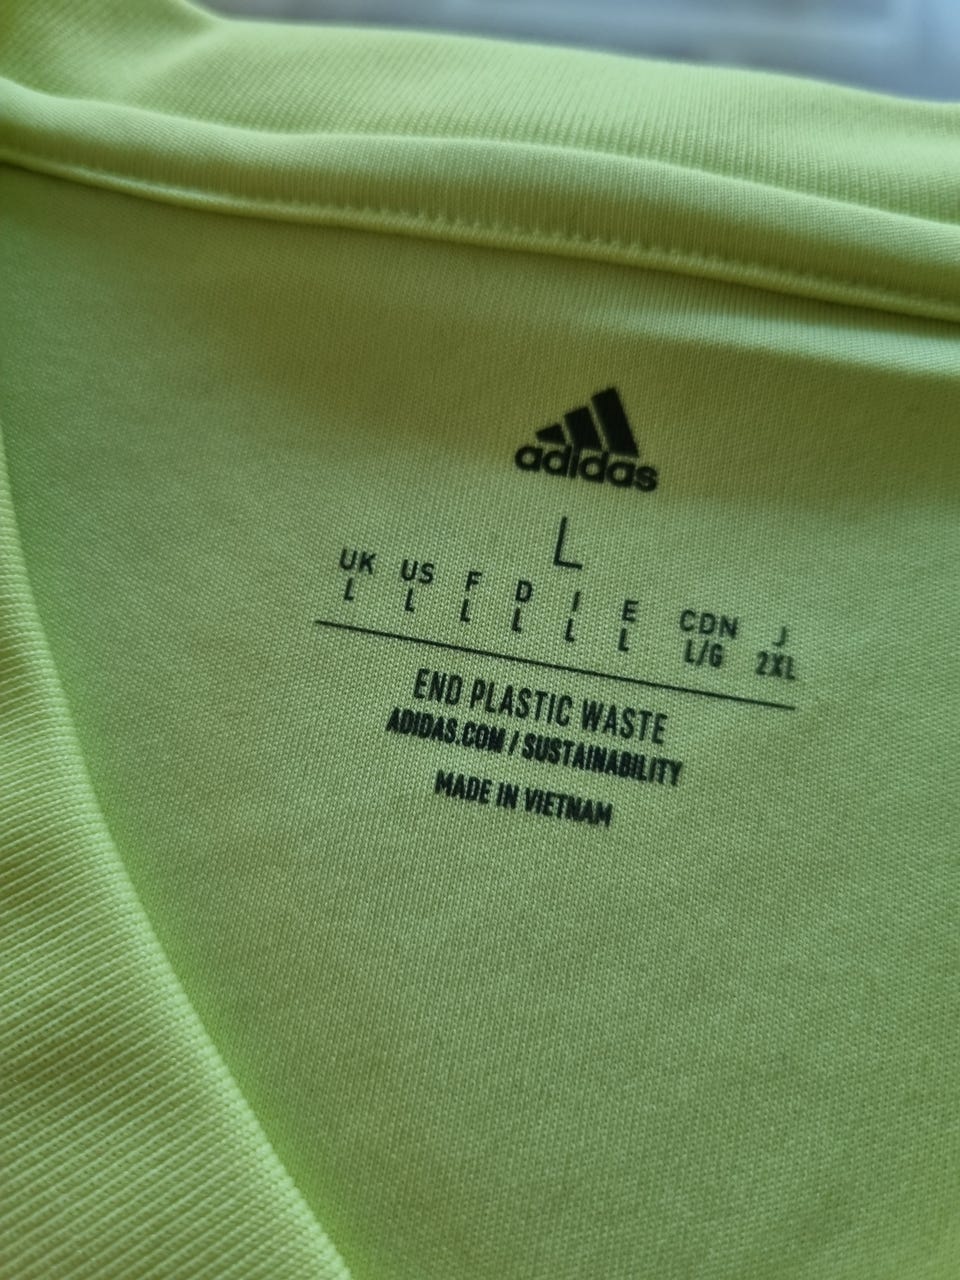 adidas
L
UK US F D I E CDN J
L L L L L L L/G 2XL
END PLASTIC WASTE
ADIDAS.COM / SUSTAINABILITY
MADE IN VIETNAM